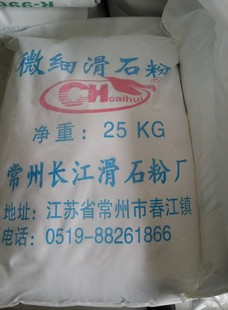 微细滑石粉
CH caihui
净重：25 KG
常州长江滑石粉厂
地址：江苏省常州市春江镇
电话：0519-88261866